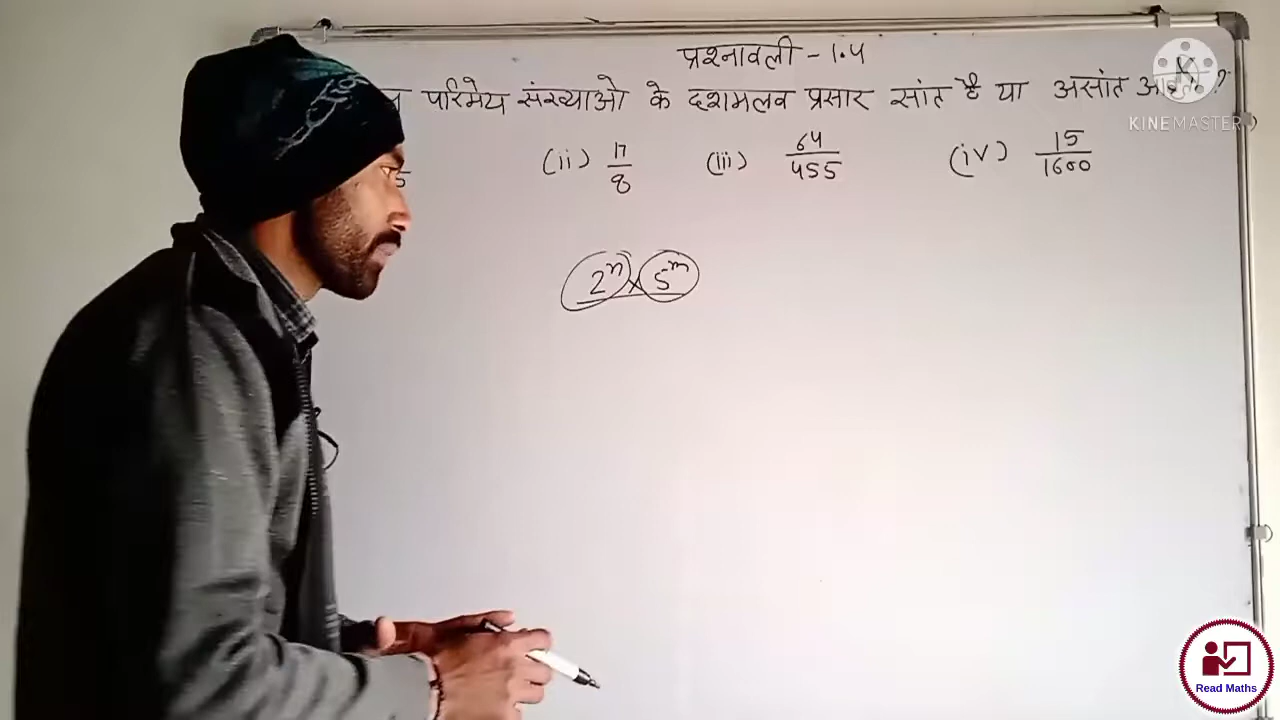 प्रश्नावली - 1.4
परिमेय संख्याओ के दशमलव प्रसार सांत है या असांत ?
(ii) 17/8 (iii) 64/455 (iv) 15/1600
5
2ⁿ × 5ᵐ
KINEMASTER
Read Maths